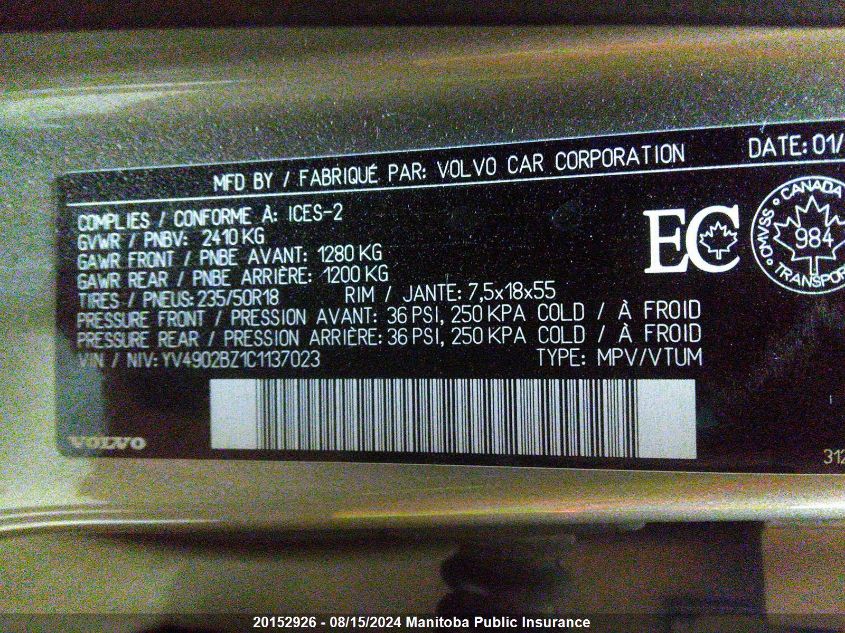 MFD BY / FABRIQUÉ PAR: VOLVO CAR CORPORATION DATE: 01/
COMPLIES / CONFORME À: ICES-2
GVWR / PNBV: 2410 KG
GAWR FRONT / PNBE AVANT: 1280 KG
GAWR REAR / PNBE ARRIÈRE: 1200 KG
TIRES / PNEUS: 235/50R18 RIM / JANTE: 7,5x18x55
PRESSURE FRONT / PRESSION AVANT: 36 PSI, 250 KPA COLD / À FROID
PRESSURE REAR / PRESSION ARRIÈRE: 36 PSI, 250 KPA COLD / À FROID
VIN / NIV: YV4902BZ1C1137023 TYPE: MPV/VTUM
EC
CANADA
CMVSS
984
TRANSPOR
VOLVO
312
20152926 - 08/15/2024 Manitoba Public Insurance